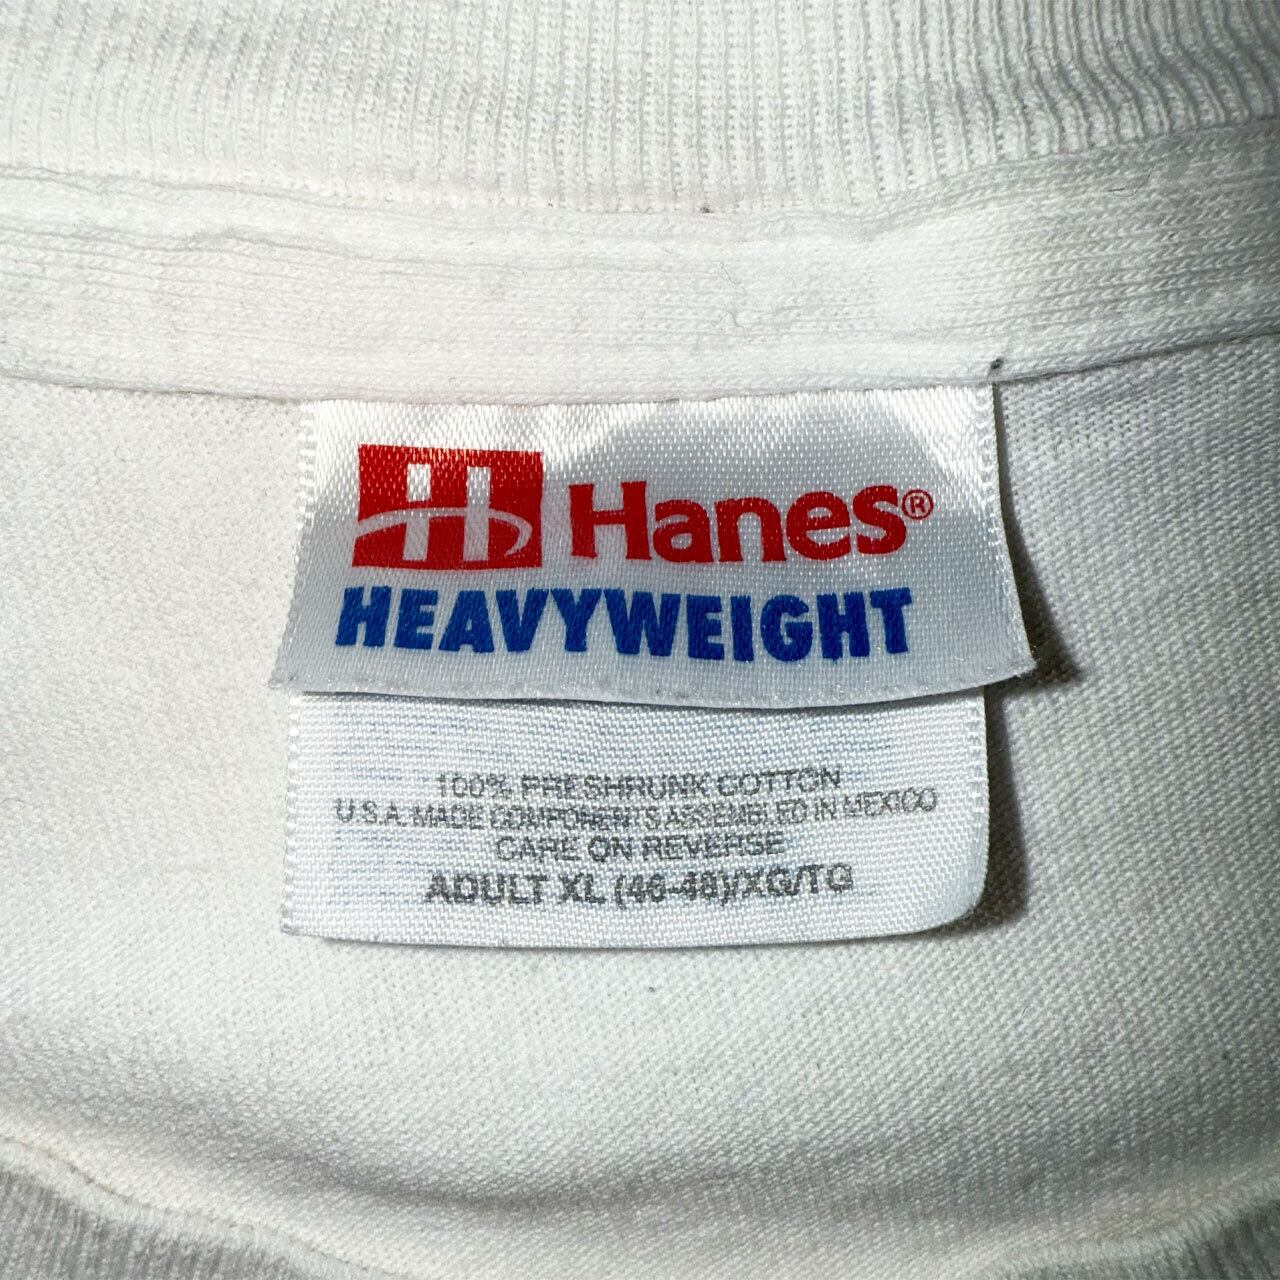 H Hanes®
HEAVYWEIGHT
100% PRESHRUNK COTTON
U.S.A. MADE COMPONENTS ASSEMBLED IN MEXICO
CARE ON REVERSE
ADULT XL (46-48)/XG/TG